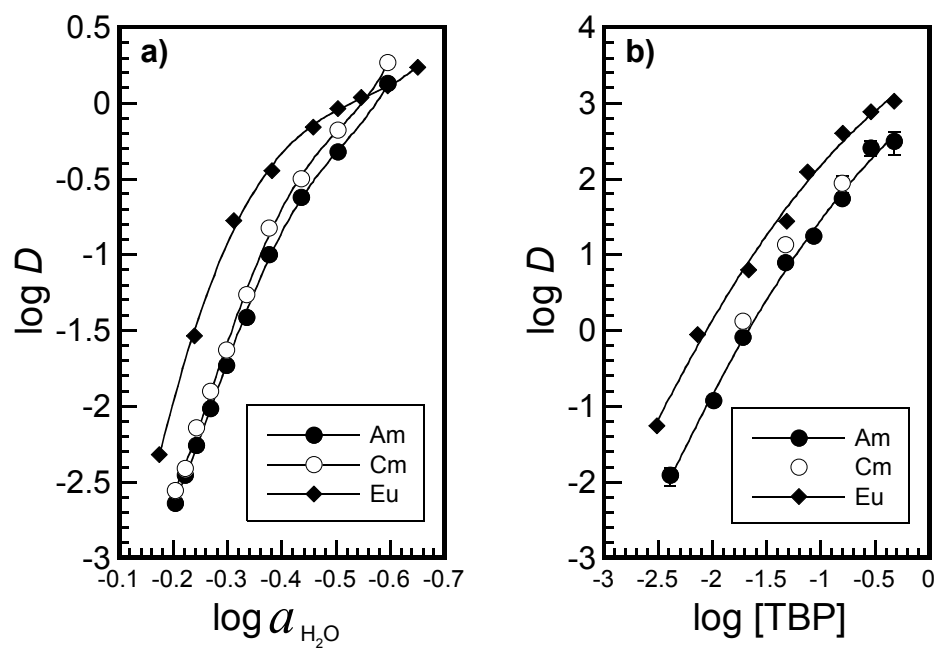 a)
0.5
0
-0.5
-1
-1.5
-2
-2.5
-3
log D
-0.1 -0.2 -0.3 -0.4 -0.5 -0.6 -0.7
log a H₂O
Am
Cm
Eu
b)
4
3
2
1
0
-1
-2
-3
log D
-3 -2.5 -2 -1.5 -1 -0.5 0
log [TBP]
Am
Cm
Eu